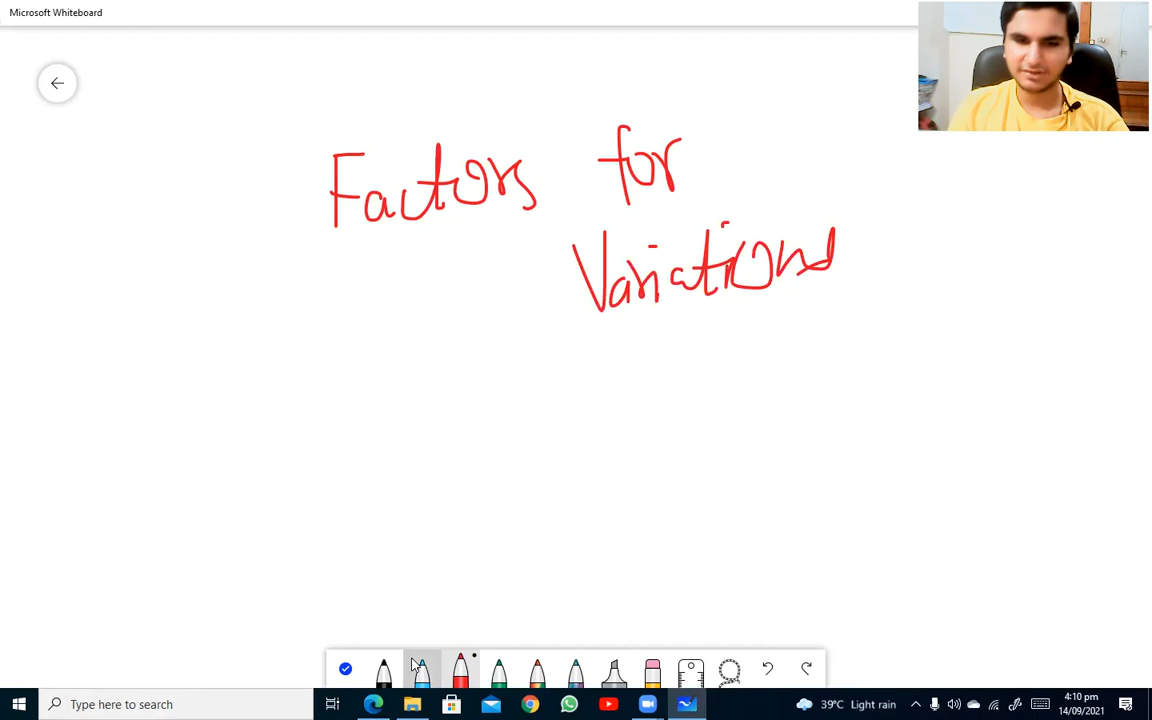 Microsoft Whiteboard
Factors for
Variations
Type here to search
39°C Light rain
4:10 pm
14/09/2021